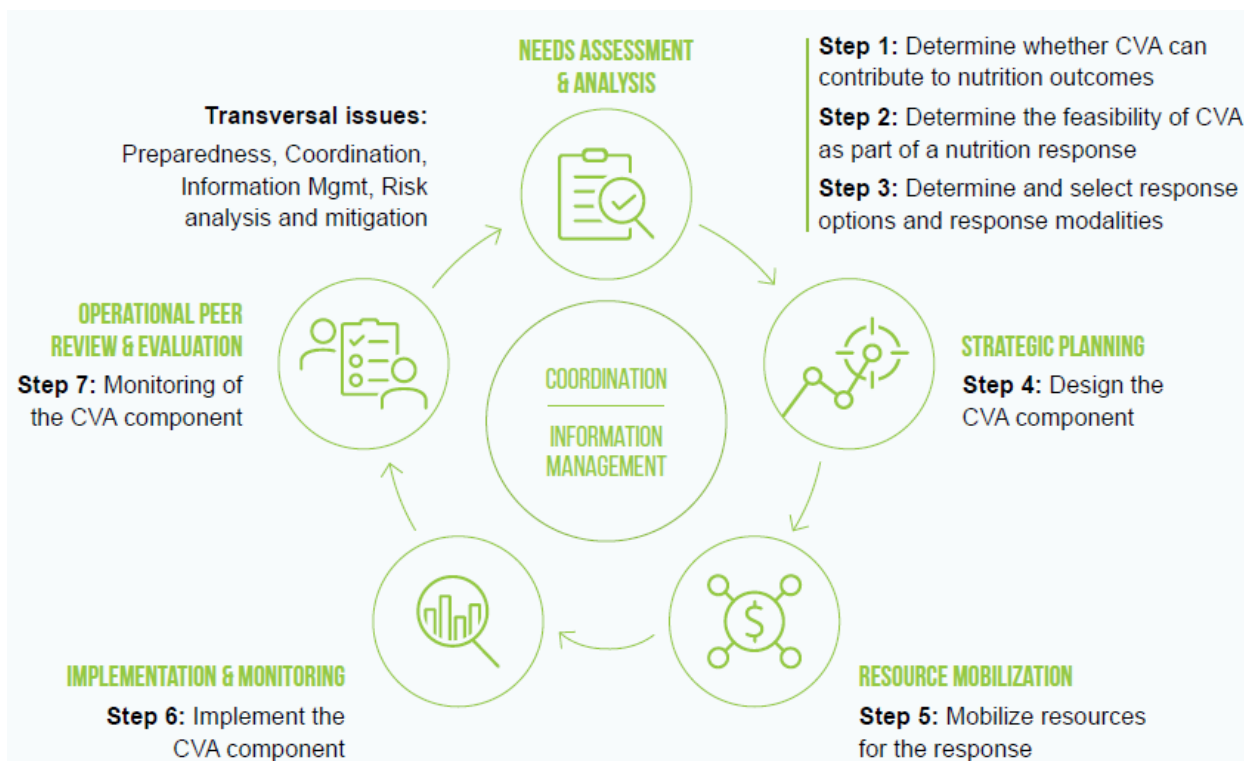 NEEDS ASSESSMENT
& ANALYSIS
Step 1: Determine whether CVA can
contribute to nutrition outcomes
Step 2: Determine the feasibility of CVA
as part of a nutrition response
Step 3: Determine and select response
options and response modalities
Transversal issues:
Preparedness, Coordination,
Information Mgmt, Risk
analysis and mitigation
STRATEGIC PLANNING
Step 4: Design the
CVA component
RESOURCE MOBILIZATION
Step 5: Mobilize resources
for the response
IMPLEMENTATION & MONITORING
Step 6: Implement the
CVA component
OPERATIONAL PEER
REVIEW & EVALUATION
Step 7: Monitoring of
the CVA component
COORDINATION
INFORMATION
MANAGEMENT
$